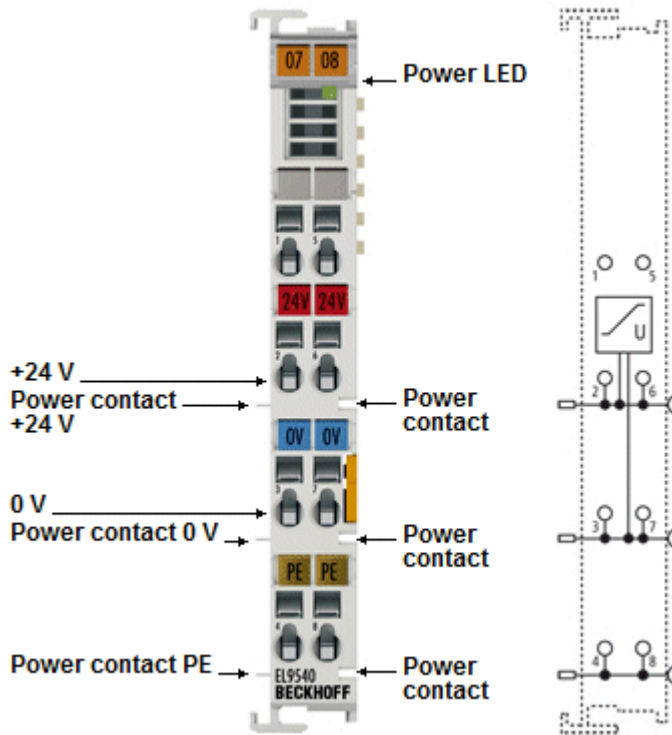 07 08
Power LED
1 5
24V 24V
2 6
+24 V
Power contact
+24 V
Power
contact
0V 0V
3 7
0 V
Power contact 0 V
Power
contact
PE PE
4 8
Power contact PE
Power
contact
EL9540
BECKHOFF
1 5
U
2 6
3 7
4 8